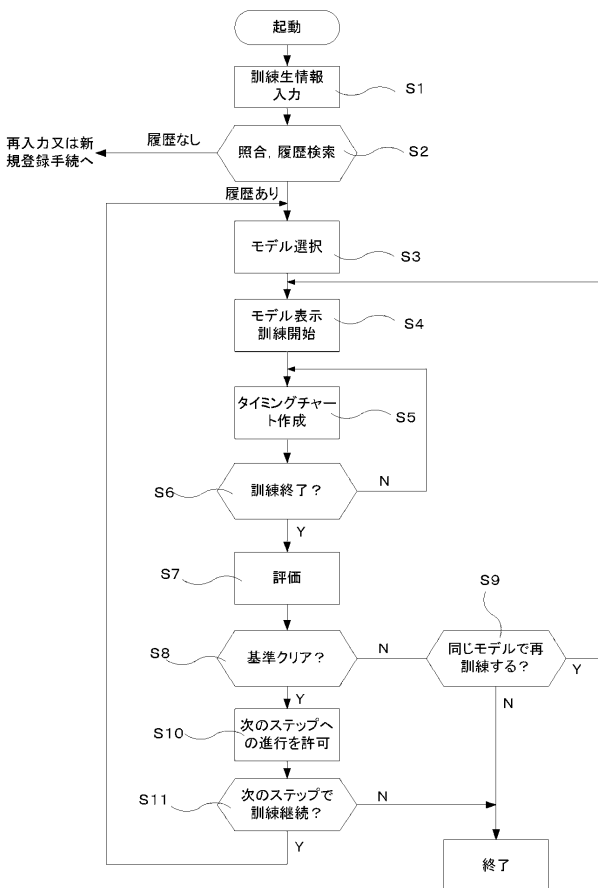 起動
訓練生情報
入力
S1
再入力又は新
規登録手続へ
履歴なし
照合，履歴検索
S2
履歴あり
モデル選択
S3
モデル表示
訓練開始
S4
タイミングチャー
ト作成
S5
S6
訓練終了？
N
Y
S7
評価
S9
S8
基準クリア？
N
同じモデルで再
訓練する？
Y
Y
N
S10
次のステップへ
の進行を許可
S11
次のステップで
訓練継続？
N
Y
終了